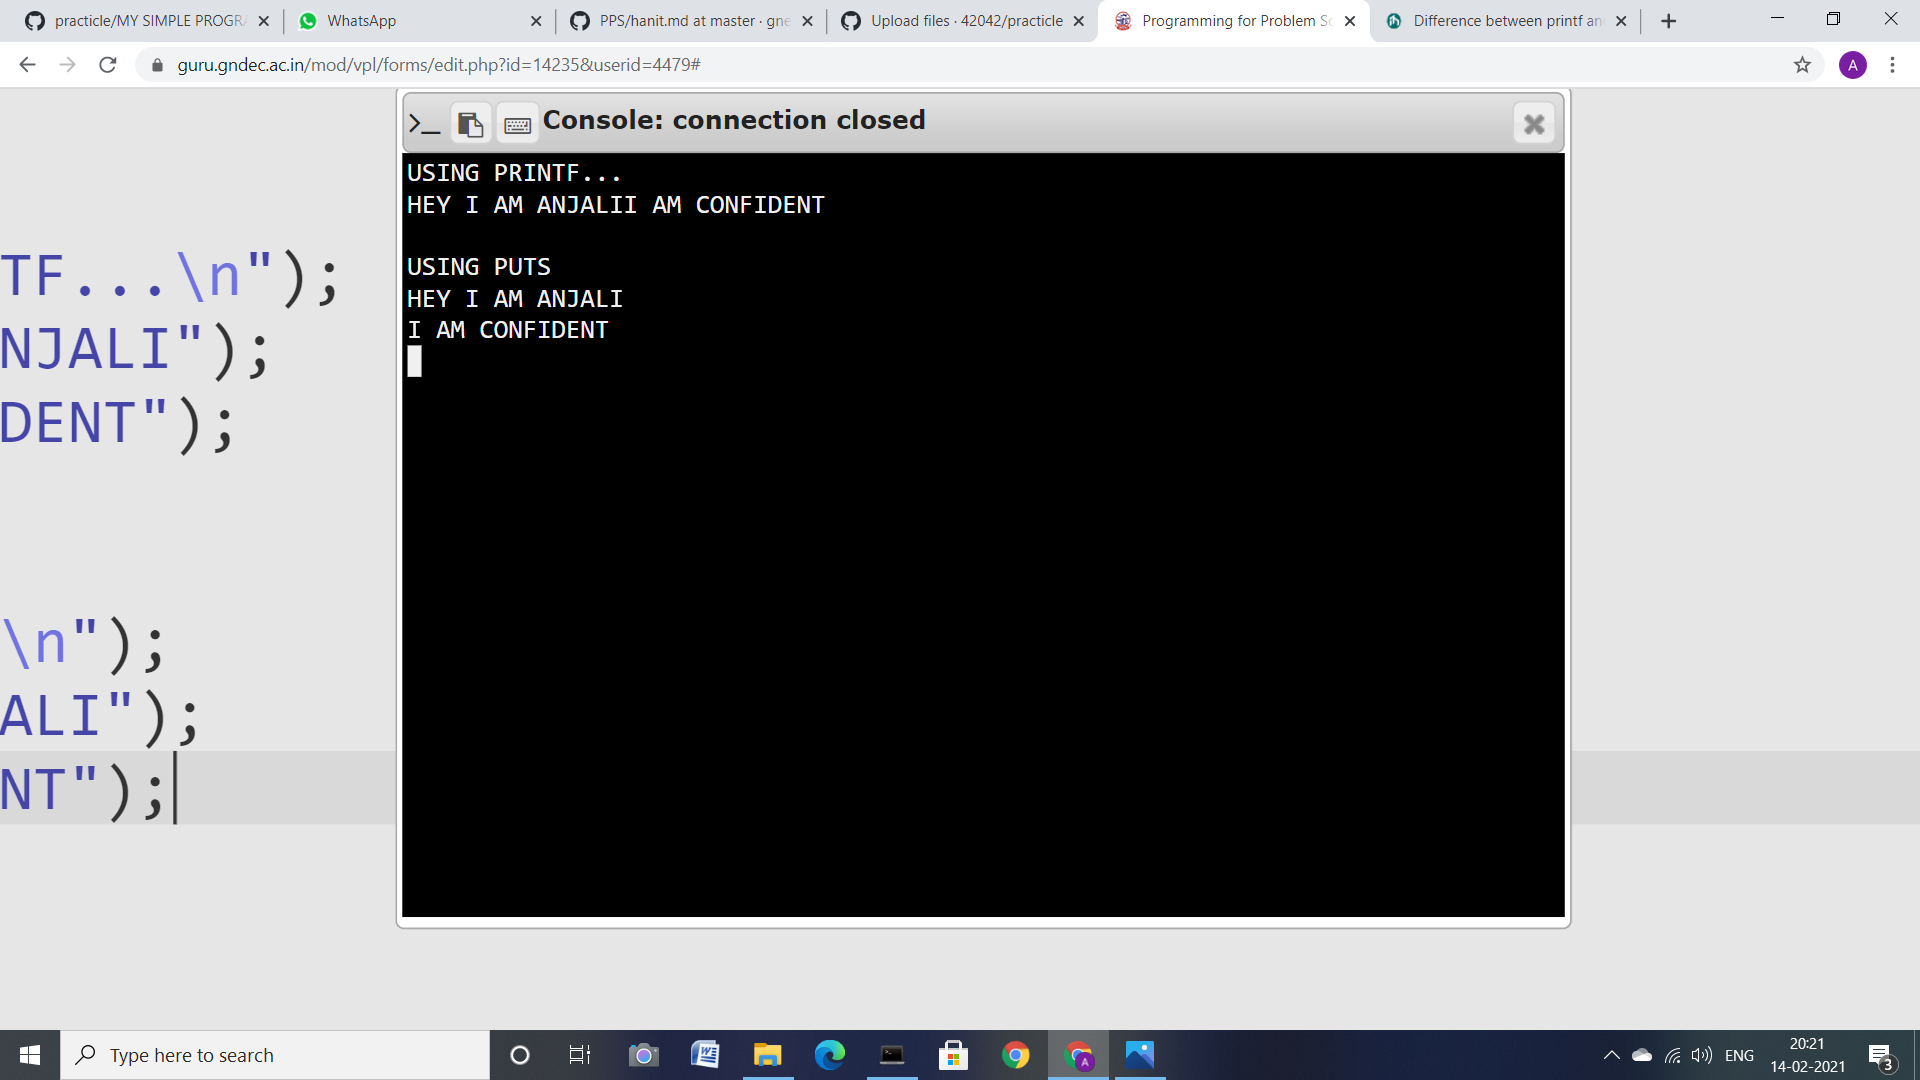 practicle/MY SIMPLE PROGRA
WhatsApp
PPS/hanit.md at master · gne
Upload files · 42042/practicle
Programming for Problem So
Difference between printf an
guru.gndec.ac.in/mod/vpl/forms/edit.php?id=14235&userid=4479#
A
Console: connection closed
USING PRINTF...
HEY I AM ANJALII AM CONFIDENT
USING PUTS
HEY I AM ANJALI
I AM CONFIDENT
TF...\n");
NJALI");
DENT");
\n");
ALI");
NT");
Type here to search
A
ENG
20:21
14-02-2021
3